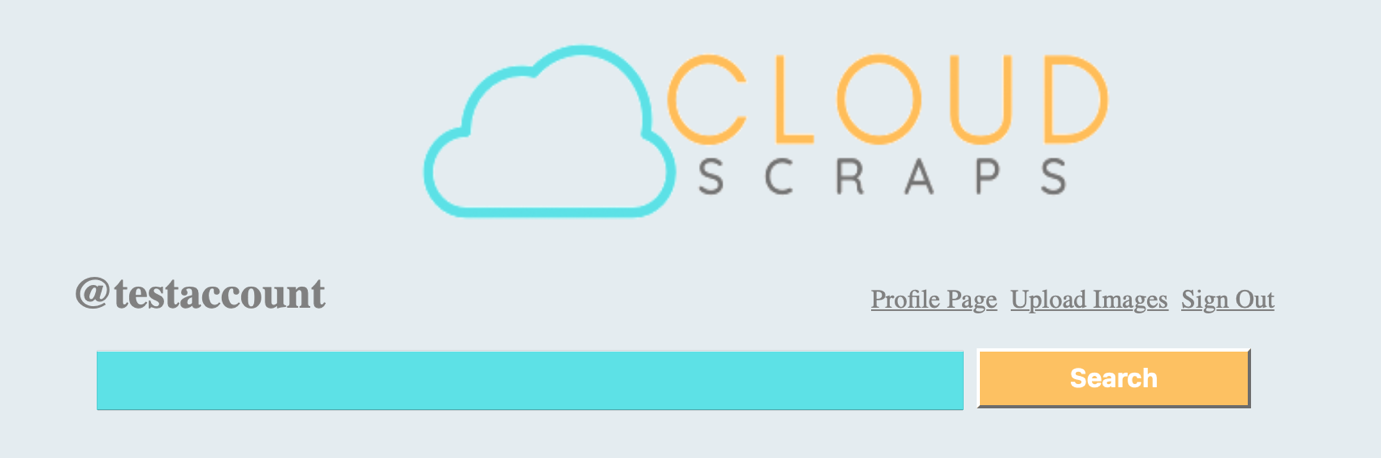 CLOUD
SCRAPS
@testaccount
Profile Page Upload Images Sign Out
Search